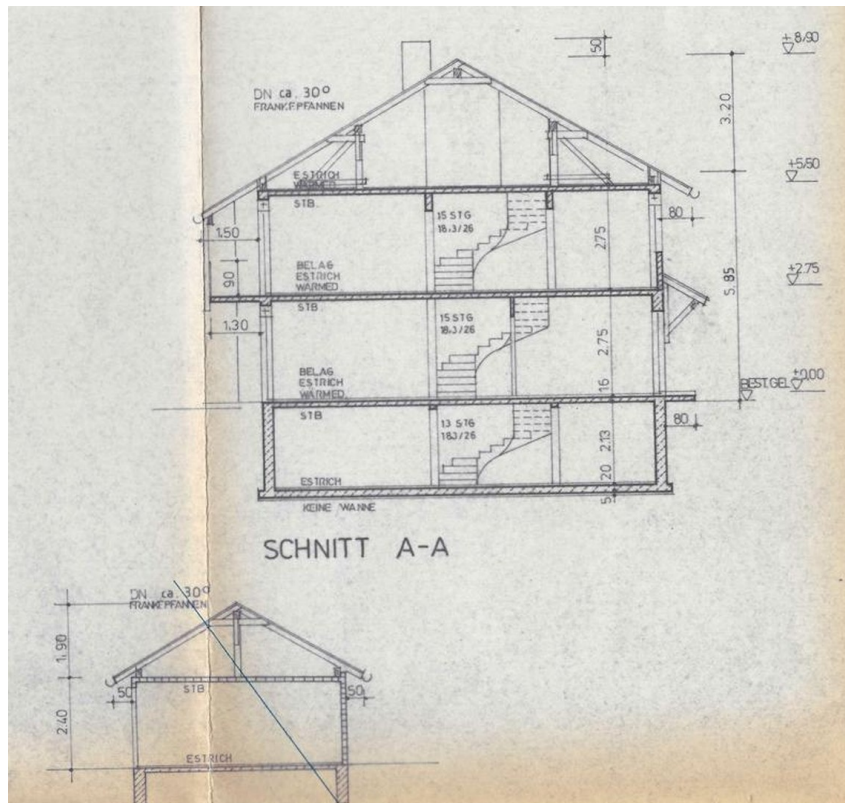 +8,90
50
DN ca. 30°
FRANKFPFANNEN
3.20
+5,50
ESTRICH
WÄRMED.
STB.
15 STG
18,3/26
80
1.50
2.75
90
BELAG
ESTRICH
WÄRMED.
+2.75
5.85
STB.
15 STG
18,3/26
1.30
2.75
BELAG
ESTRICH
WÄRMED.
16
BEST.GEL
±0,00
STB
13 STG
18,3/26
80
2.13
ESTRICH
20
5
KEINE WANNE
SCHNITT A-A
DN ca. 30°
FRANKFPFANNEN
1.90
50
STB.
50
2.40
ESTRICH